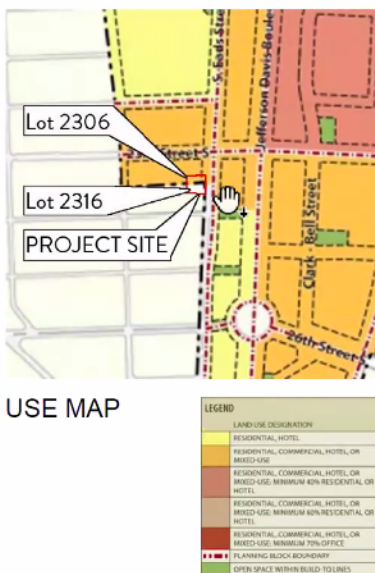 S. Eads Stre
Jefferson Davis Boule
Lot 2306
Street S
Lot 2316
Clark - Bell Street
PROJECT SITE
26th Street S
USE MAP
LEGEND
LAND USE DESIGNATION
RESIDENTIAL, HOTEL
RESIDENTIAL, COMMERCIAL, HOTEL, OR
MIXED-USE
RESIDENTIAL, COMMERCIAL, HOTEL, OR
MIXED-USE: MINIMUM 40% RESIDENTIAL OR
HOTEL
RESIDENTIAL, COMMERCIAL, HOTEL, OR
MIXED-USE: MINIMUM 60% RESIDENTIAL OR
HOTEL
RESIDENTIAL, COMMERCIAL, HOTEL, OR
MIXED-USE: MINIMUM 70% OFFICE
PLANNING BLOCK BOUNDARY
OPEN SPACE WITHIN BUILD-TO LINES